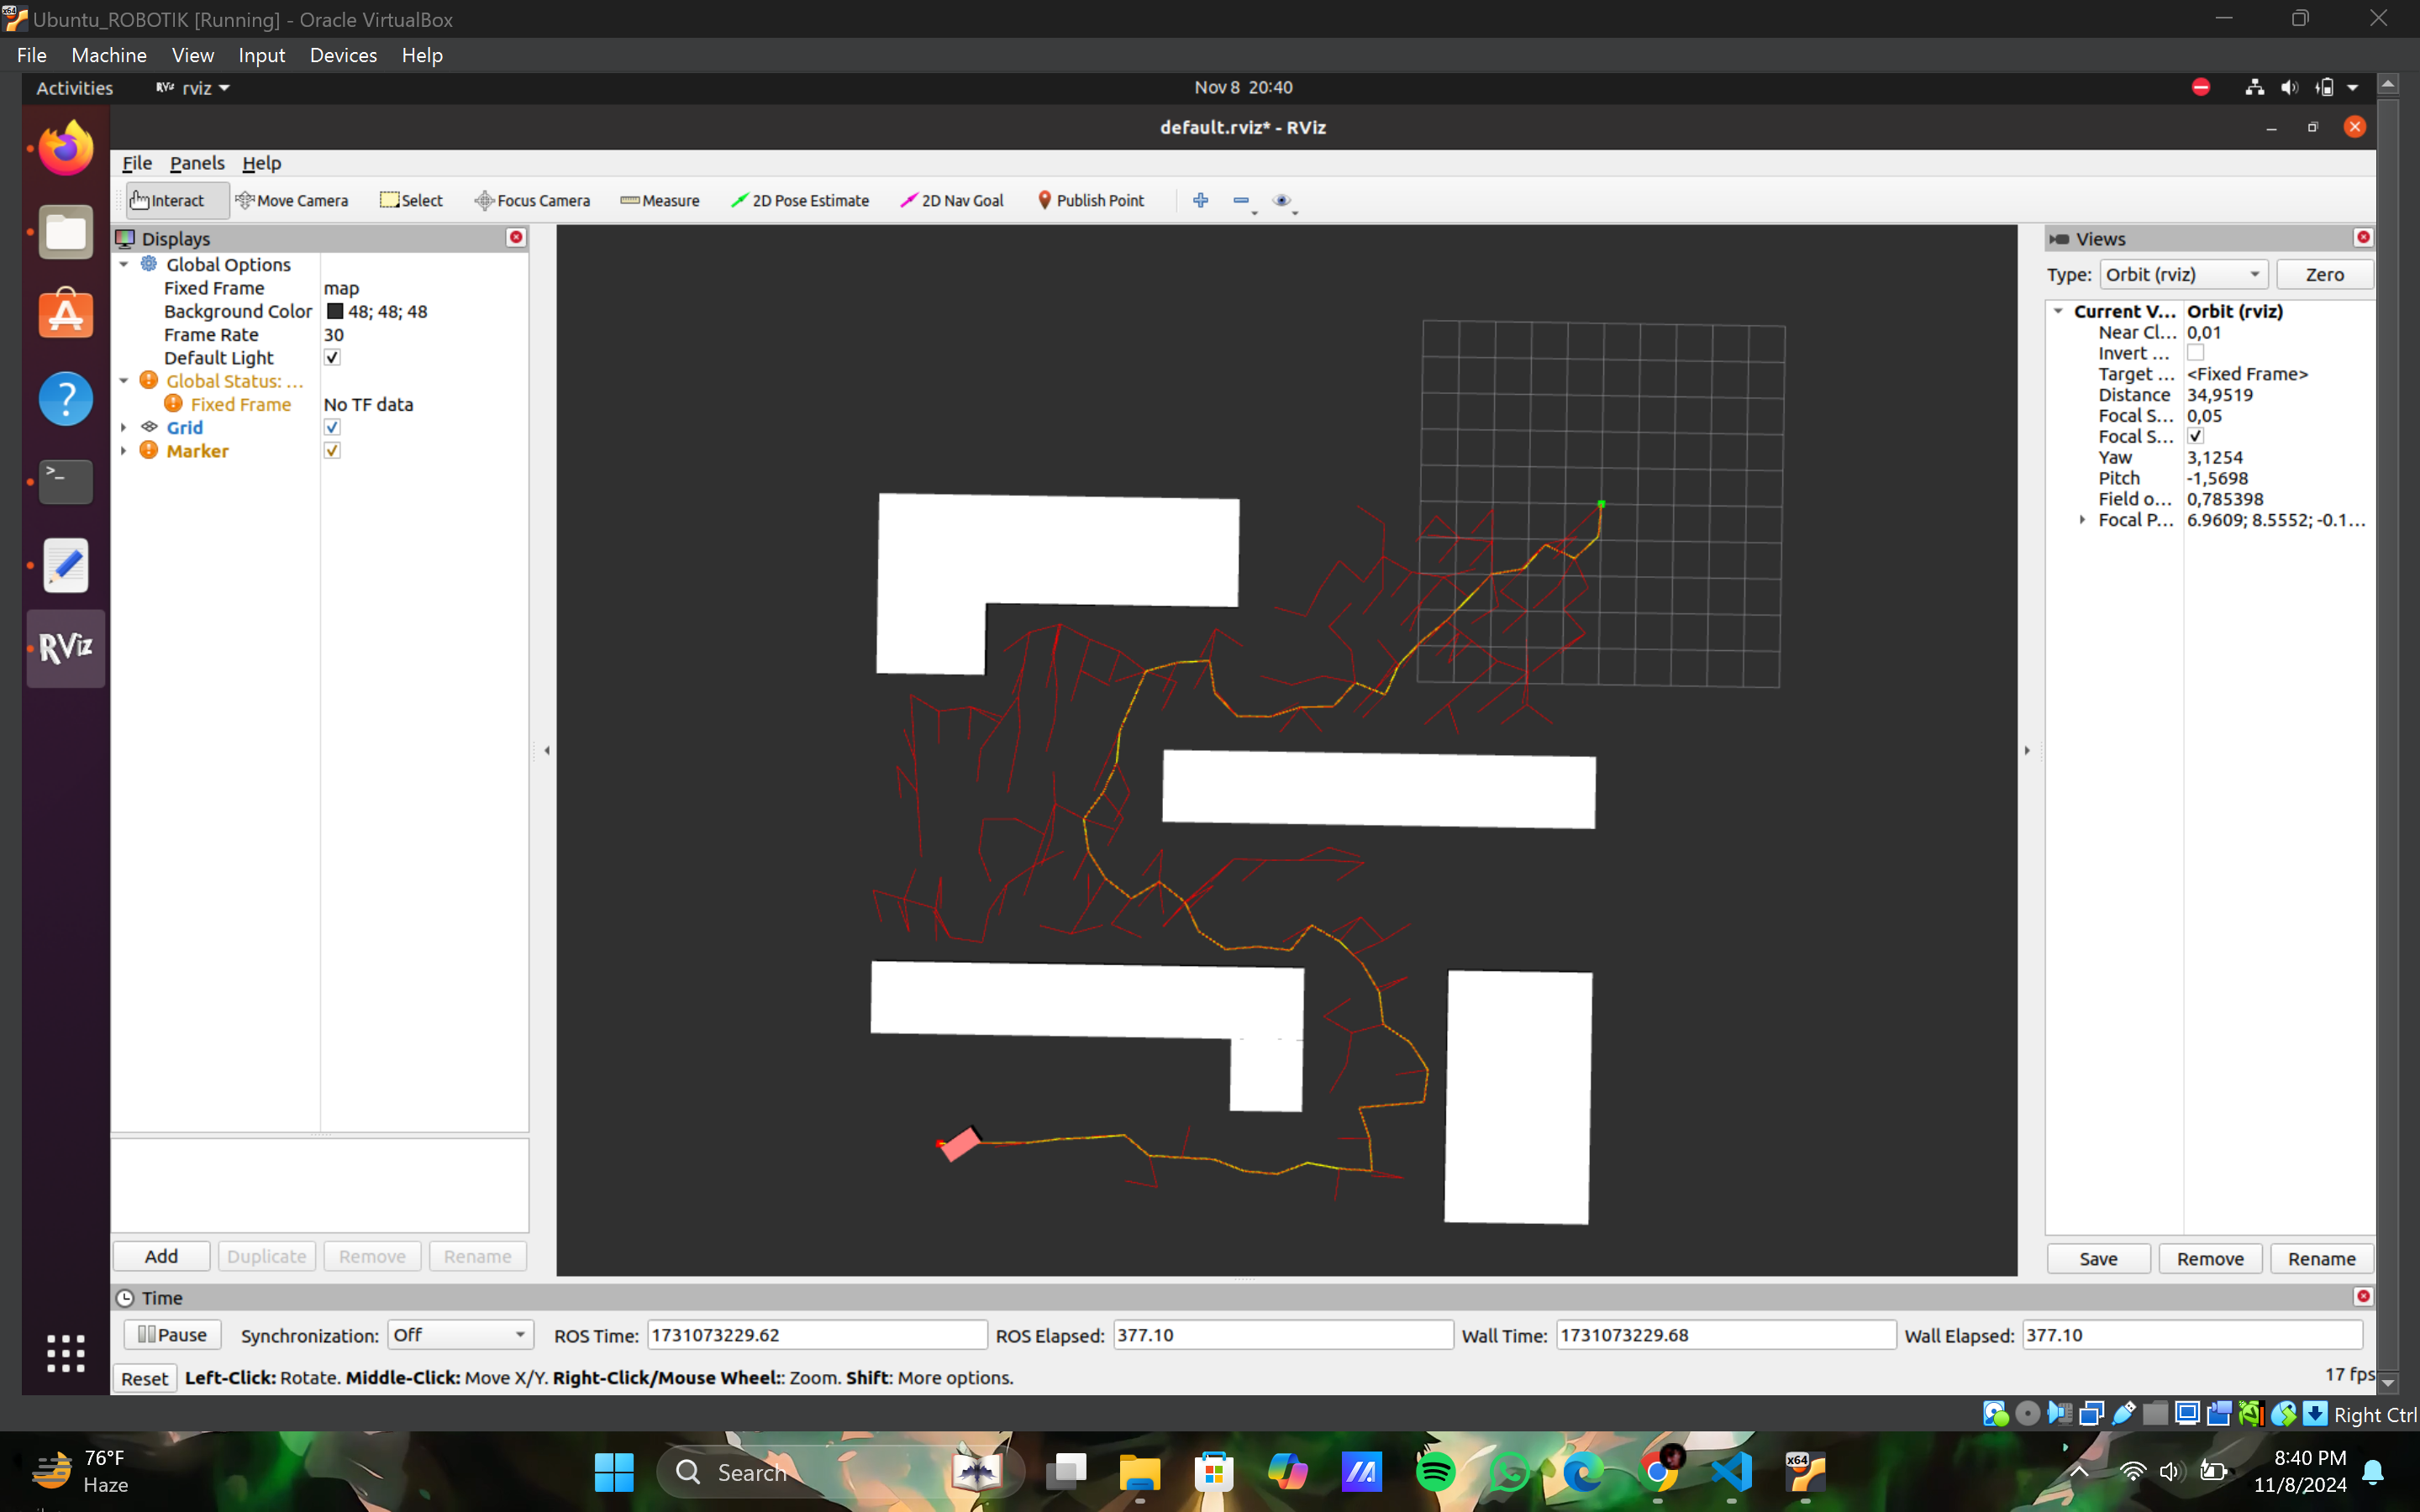 Ubuntu_ROBOTIK [Running] - Oracle VirtualBox
File Machine View Input Devices Help
Activities RViz rviz Nov 8 20:40
default.rviz* - RViz
File Panels Help
Interact Move Camera Select Focus Camera Measure 2D Pose Estimate 2D Nav Goal Publish Point
Displays
Global Options
Fixed Frame map
Background Color 48; 48; 48
Frame Rate 30
Default Light
Global Status: ...
Fixed Frame No TF data
Grid
Marker
Add Duplicate Remove Rename
Views
Type: Orbit (rviz) Zero
Current V... Orbit (rviz)
Near Cl... 0,01
Invert ...
Target ... <Fixed Frame>
Distance 34,9519
Focal S... 0,05
Focal S...
Yaw 3,1254
Pitch -1,5698
Field o... 0,785398
Focal P... 6.9609; 8.5552; -0.1...
Save Remove Rename
RViz
Time
Pause Synchronization: Off ROS Time: 1731073229.62 ROS Elapsed: 377.10 Wall Time: 1731073229.68 Wall Elapsed: 377.10
Reset Left-Click: Rotate. Middle-Click: Move X/Y. Right-Click/Mouse Wheel:: Zoom. Shift: More options. 17 fps
Right Ctrl
76°F
Haze
Search
x64
8:40 PM
11/8/2024